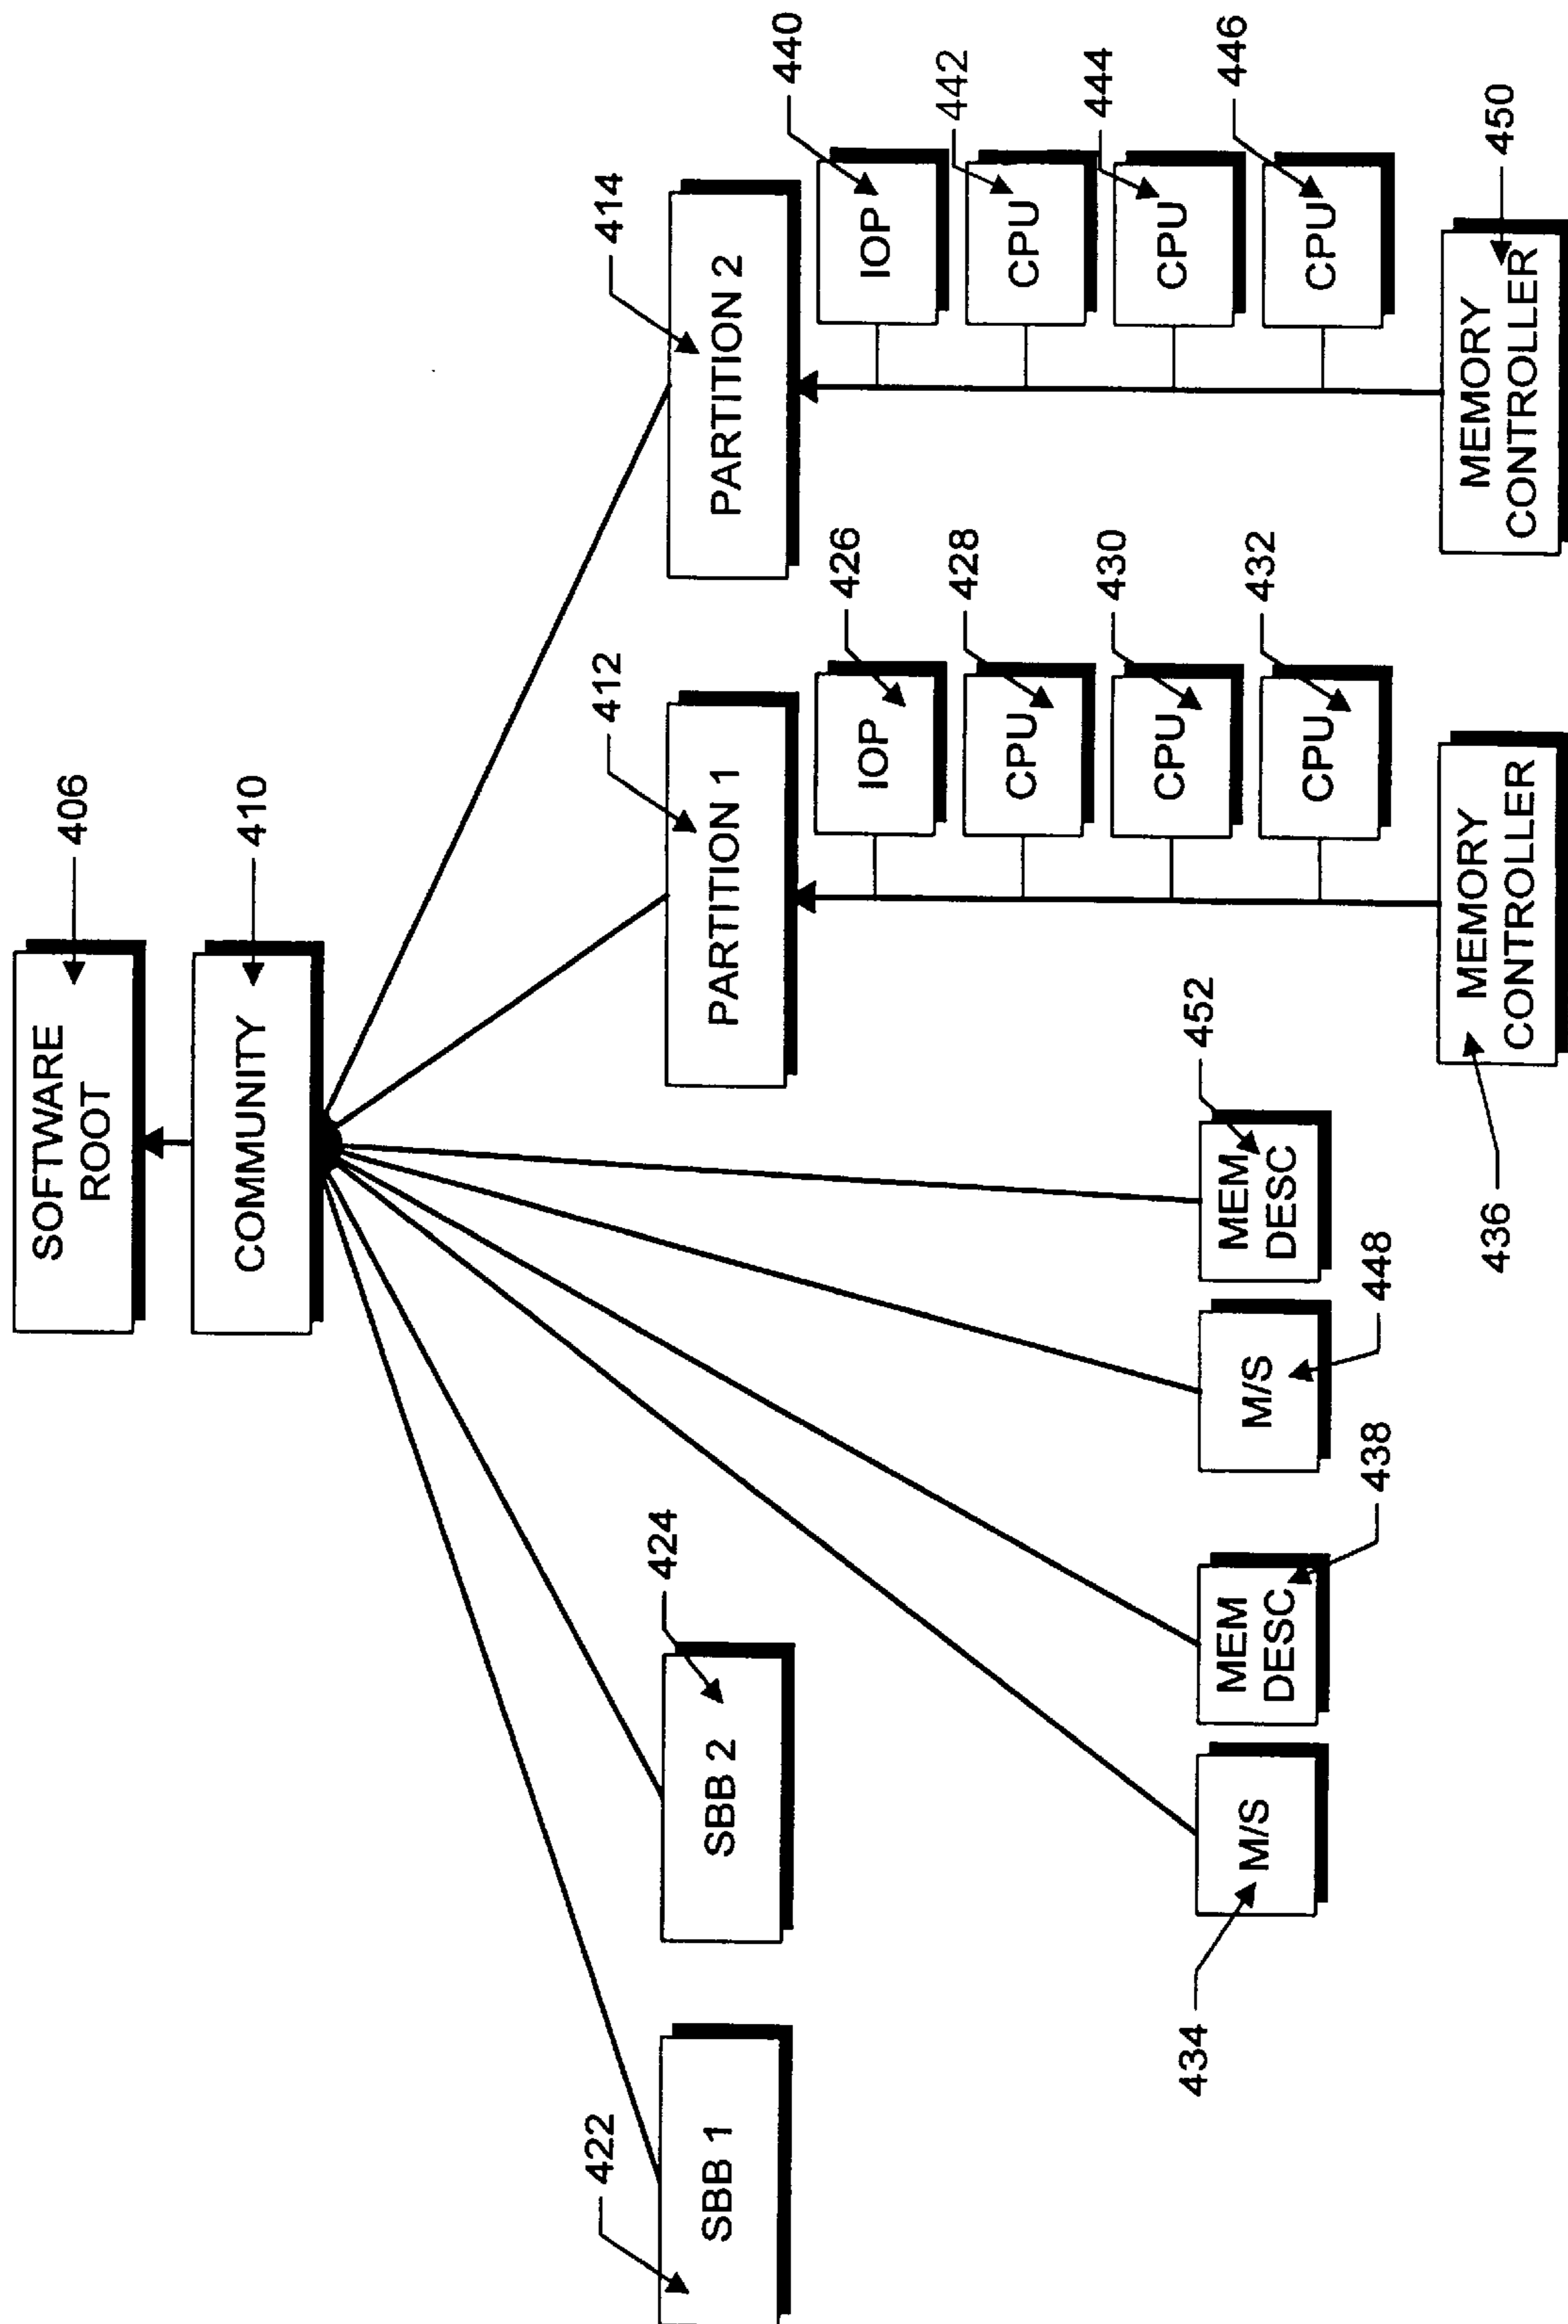 SOFTWARE
ROOT
406
COMMUNITY
410
422
SBB 1
SBB 2
424
PARTITION 1
412
PARTITION 2
414
IOP
426
IOP
440
CPU
428
CPU
442
CPU
430
CPU
444
CPU
432
CPU
446
434
M/S
MEM
DESC
438
M/S
448
MEM
DESC
452
436
MEMORY
CONTROLLER
MEMORY
CONTROLLER
450